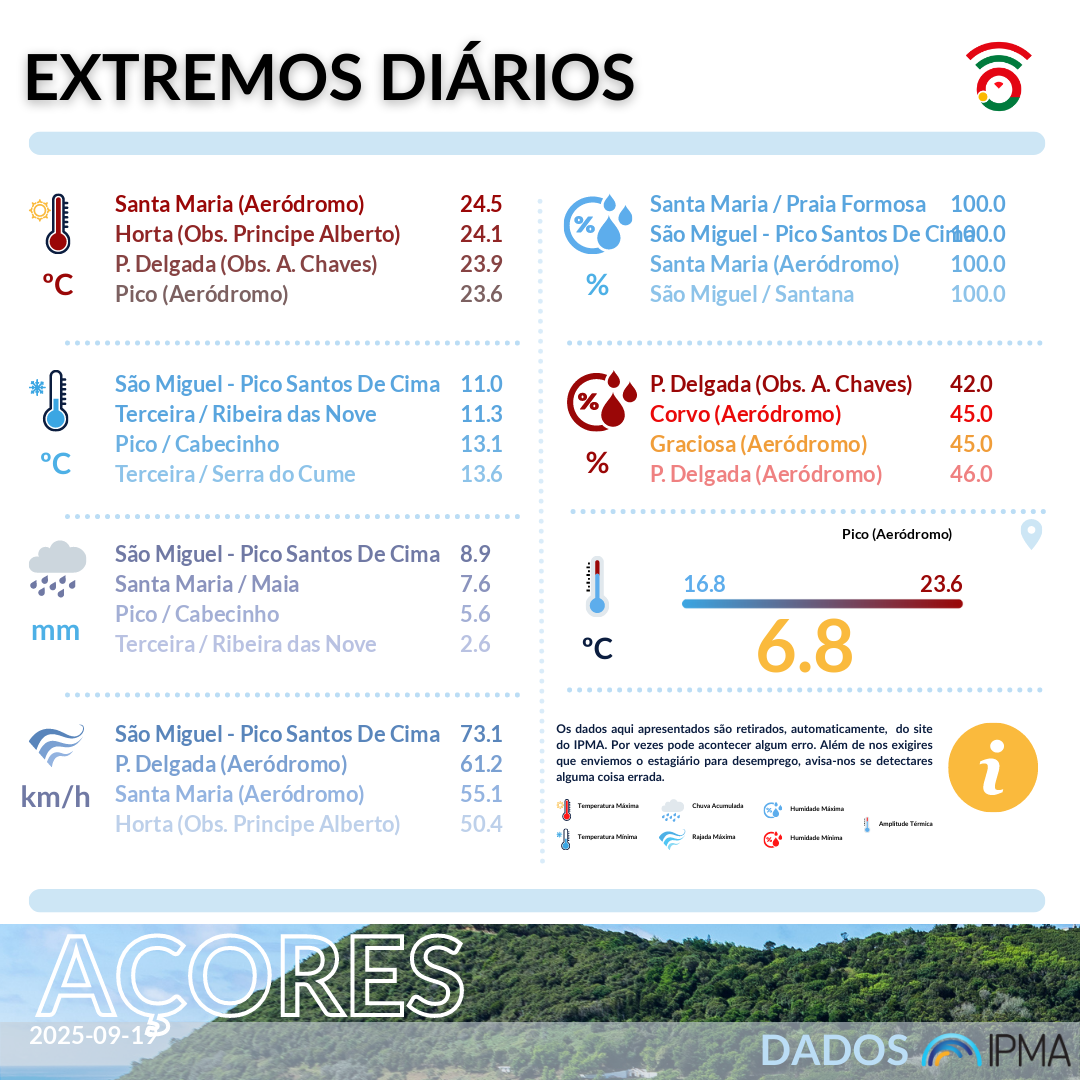 EXTREMOS DIÁRIOS
Santa Maria (Aeródromo) 24.5
Horta (Obs. Principe Alberto) 24.1
P. Delgada (Obs. A. Chaves) 23.9
Pico (Aeródromo) 23.6
ºC
São Miguel - Pico Santos De Cima 11.0
Terceira / Ribeira das Nove 11.3
Pico / Cabecinho 13.1
Terceira / Serra do Cume 13.6
ºC
São Miguel - Pico Santos De Cima 8.9
Santa Maria / Maia 7.6
Pico / Cabecinho 5.6
Terceira / Ribeira das Nove 2.6
mm
São Miguel - Pico Santos De Cima 73.1
P. Delgada (Aeródromo) 61.2
Santa Maria (Aeródromo) 55.1
Horta (Obs. Principe Alberto) 50.4
km/h
%
Santa Maria / Praia Formosa 100.0
São Miguel - Pico Santos De Cima 100.0
Santa Maria (Aeródromo) 100.0
São Miguel / Santana 100.0
%
%
P. Delgada (Obs. A. Chaves) 42.0
Corvo (Aeródromo) 45.0
Graciosa (Aeródromo) 45.0
P. Delgada (Aeródromo) 46.0
%
Pico (Aeródromo)
16.8 23.6
6.8
ºC
Os dados aqui apresentados são retirados, automaticamente, do site
do IPMA. Por vezes pode acontecer algum erro. Além de nos exigires
que enviemos o estagiário para desemprego, avisa-nos se detectares
alguma coisa errada.
i
Temperatura Máxima
Chuva Acumulada
Humidade Máxima
Amplitude Térmica
Temperatura Mínima
Rajada Máxima
Humidade Mínima
AÇORES
2025-09-19
DADOS IPMA